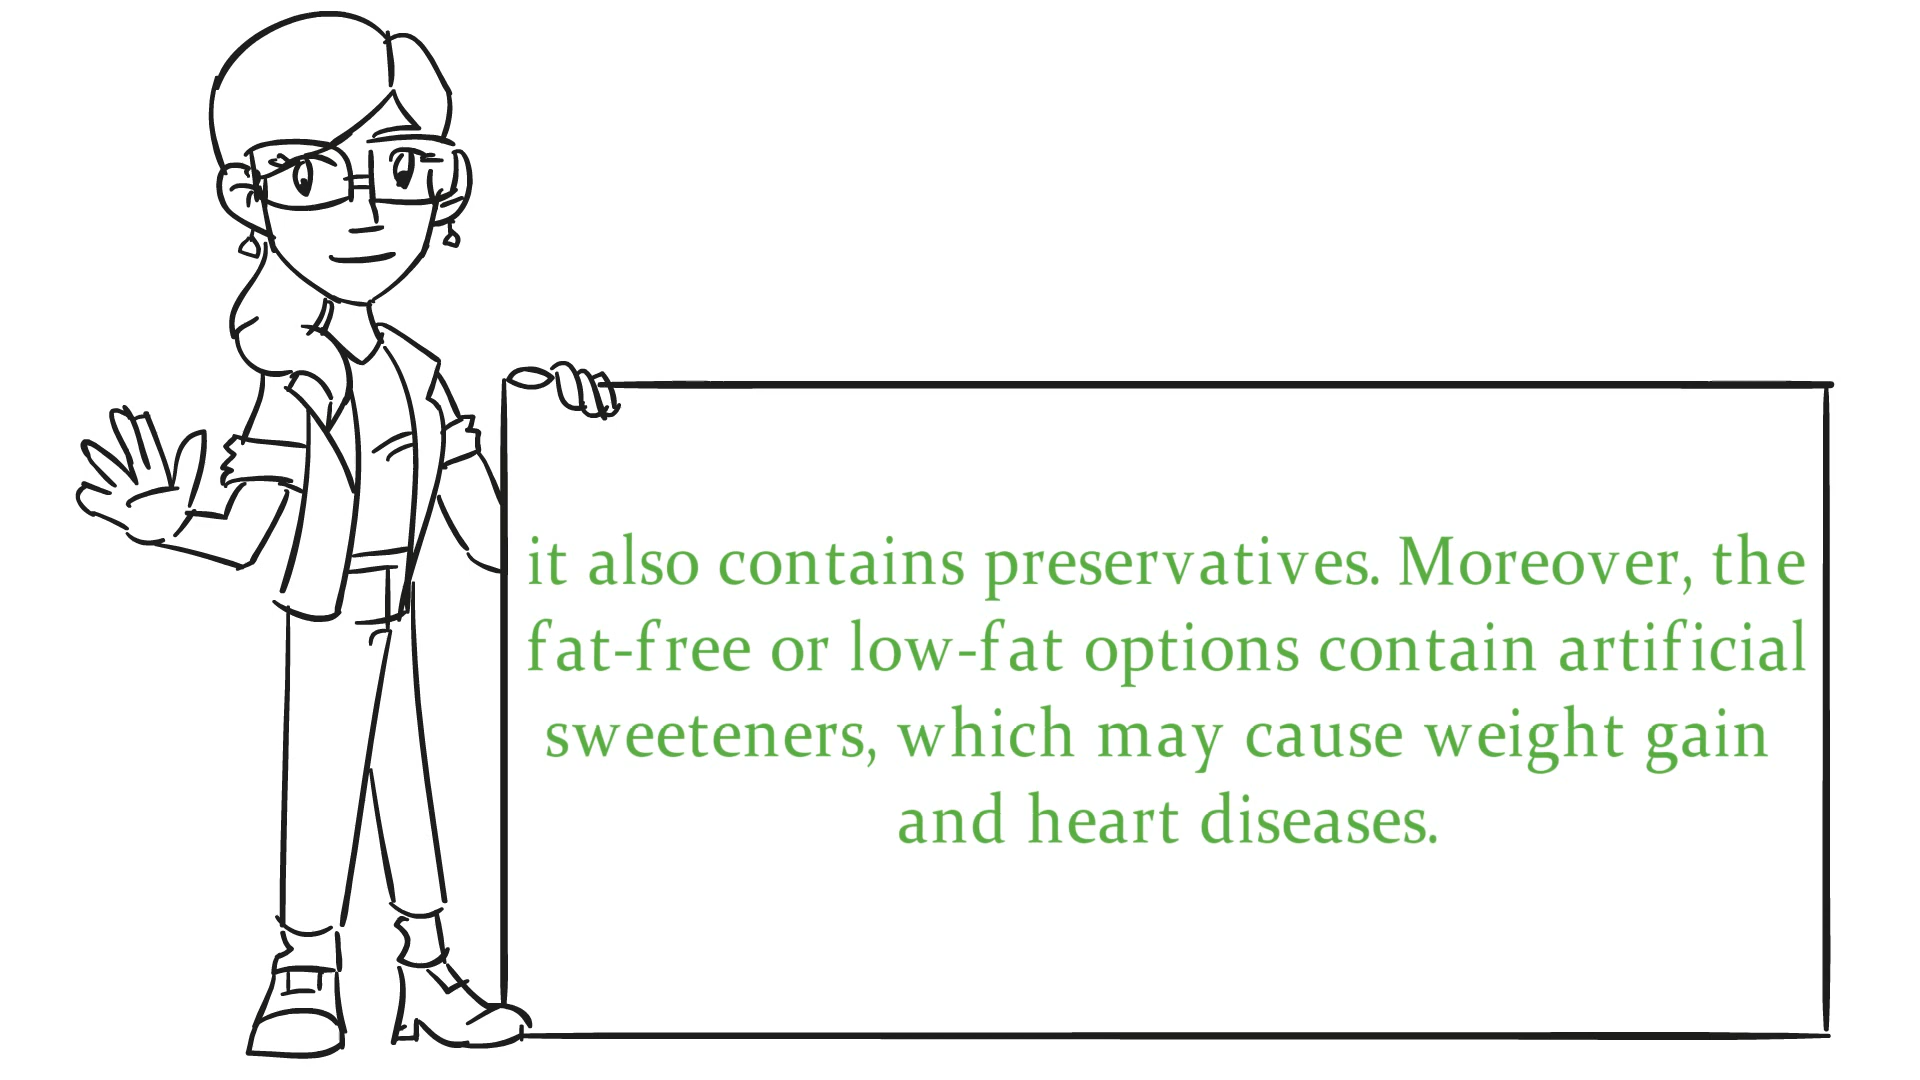 it also contains preservatives. Moreover, the
fat-free or low-fat options contain artificial
sweeteners, which may cause weight gain
and heart diseases.